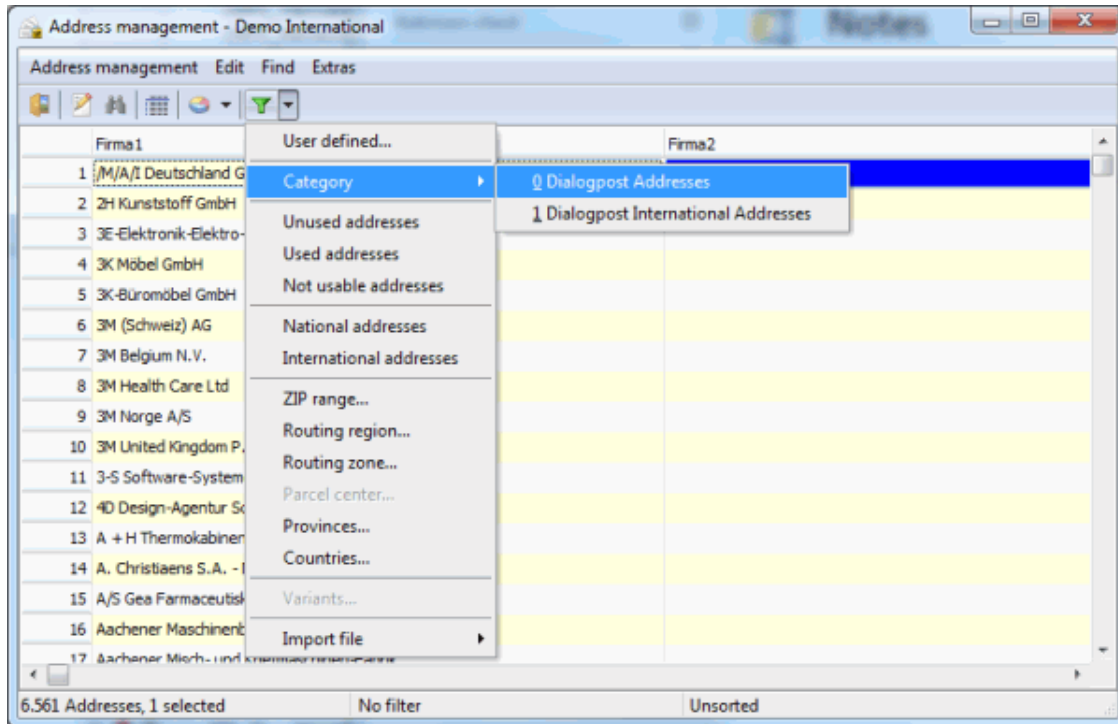 Address management - Demo International
Notes
Address management Edit Find Extras
Firma1
Firma2
1 /M/A/I Deutschland G
2 2H Kunststoff GmbH
3 3E-Elektronik-Elektro-
4 3K Möbel GmbH
5 3K-Büromöbel GmbH
6 3M (Schweiz) AG
7 3M Belgium N.V.
8 3M Health Care Ltd
9 3M Norge A/S
10 3M United Kingdom P.
11 3-S Software-System
12 4D Design-Agentur Sc
13 A + H Thermokabinen
14 A. Christiaens S.A. -
15 A/S Gea Farmaceutisk
16 Aachener Maschinenb
17 Aachener Misch- und
User defined...
Category
Unused addresses
Used addresses
Not usable addresses
National addresses
International addresses
ZIP range...
Routing region...
Routing zone...
Parcel center...
Provinces...
Countries...
Variants...
Import file
0 Dialogpost Addresses
1 Dialogpost International Addresses
6.561 Addresses, 1 selected
No filter
Unsorted